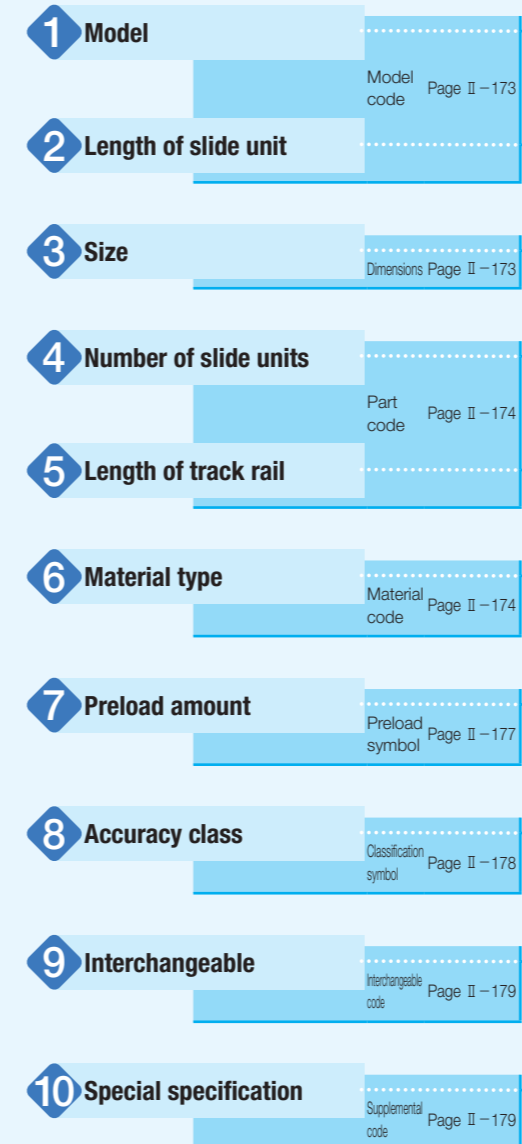 1 Model
Model
code
Page Ⅱ－173
2 Length of slide unit
3 Size
Dimensions Page Ⅱ－173
4 Number of slide units
Part
code
Page Ⅱ－174
5 Length of track rail
6 Material type
Material
code
Page Ⅱ－174
7 Preload amount
Preload
symbol
Page Ⅱ－177
8 Accuracy class
Classification
symbol
Page Ⅱ－178
9 Interchangeable
Interchangeable
code
Page Ⅱ－179
10 Special specification
Supplemental
code
Page Ⅱ－179